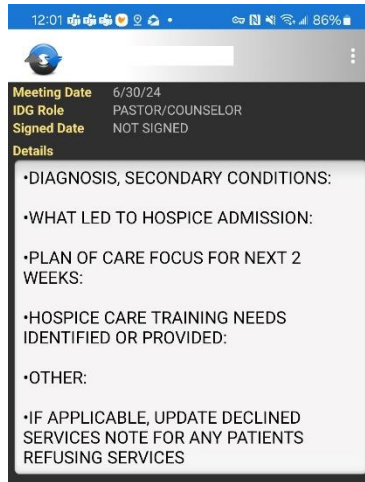 12:01
86%
Meeting Date 6/30/24
IDG Role PASTOR/COUNSELOR
Signed Date NOT SIGNED
Details
•DIAGNOSIS, SECONDARY CONDITIONS:
•WHAT LED TO HOSPICE ADMISSION:
•PLAN OF CARE FOCUS FOR NEXT 2
WEEKS:
•HOSPICE CARE TRAINING NEEDS
IDENTIFIED OR PROVIDED:
•OTHER:
•IF APPLICABLE, UPDATE DECLINED
SERVICES NOTE FOR ANY PATIENTS
REFUSING SERVICES